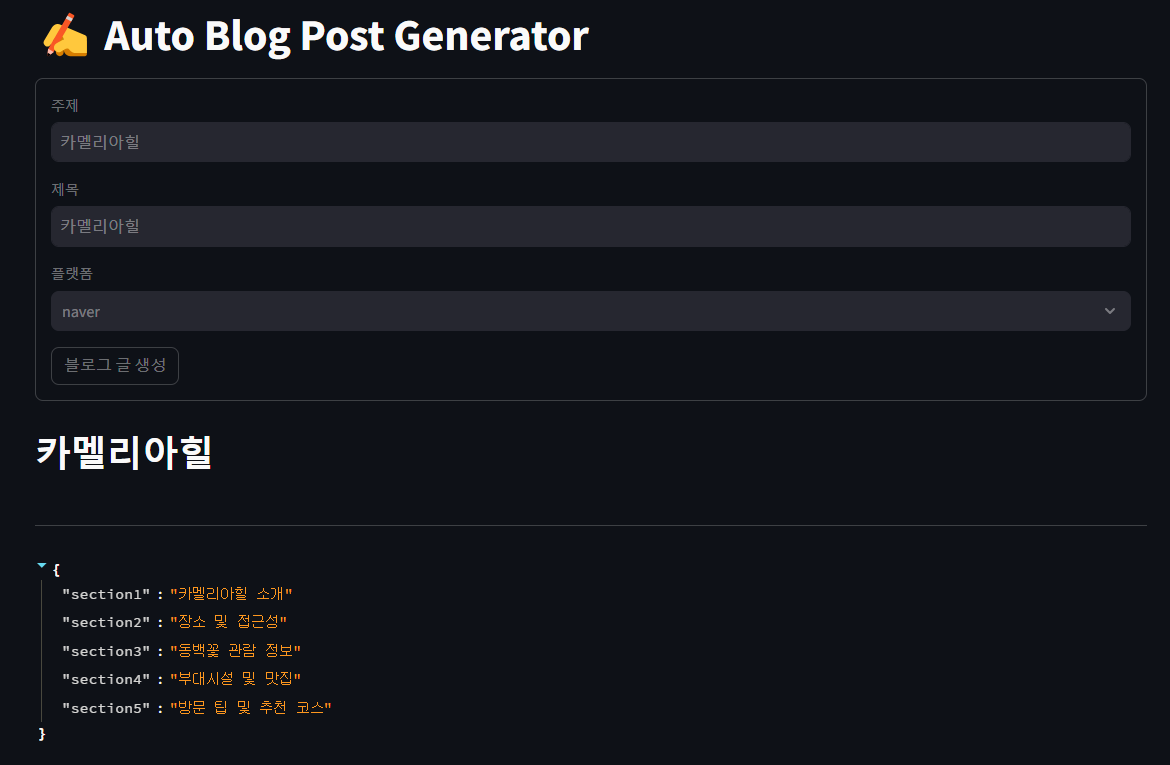 ✍️ Auto Blog Post Generator
주제
카멜리아힐
제목
카멜리아힐
플랫폼
naver
블로그 글 생성
카멜리아힐
{
"section1" : "카멜리아힐 소개"
"section2" : "장소 및 접근성"
"section3" : "동백꽃 관람 정보"
"section4" : "부대시설 및 맛집"
"section5" : "방문 팁 및 추천 코스"
}